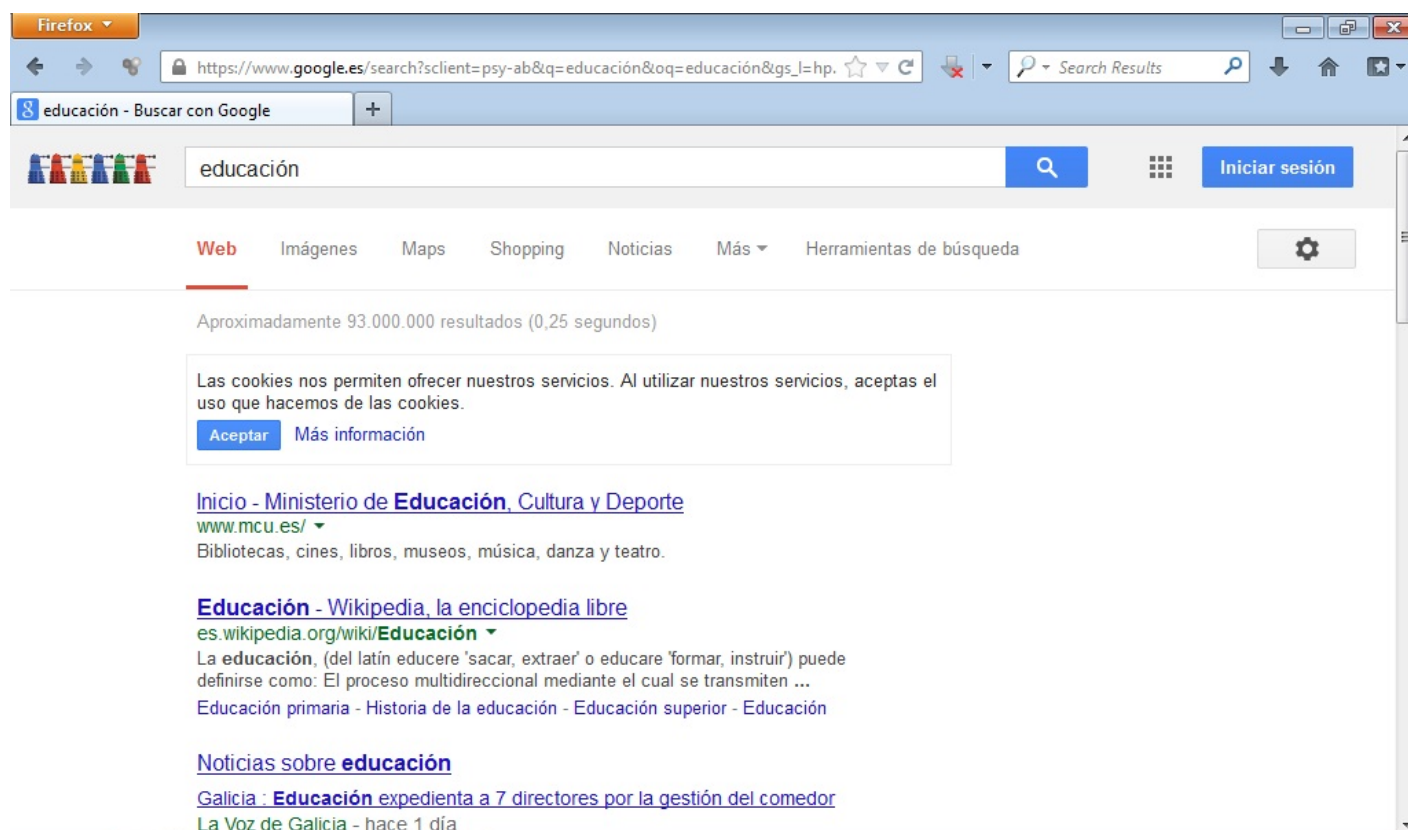 Firefox
https://www.google.es/search?sclient=psy-ab&q=educación&oq=educación&gs_l=hp.
Search Results
educación - Buscar con Google
educación
Iniciar sesión
Web Imágenes Maps Shopping Noticias Más Herramientas de búsqueda
Aproximadamente 93.000.000 resultados (0,25 segundos)
Las cookies nos permiten ofrecer nuestros servicios. Al utilizar nuestros servicios, aceptas el
uso que hacemos de las cookies.
Aceptar Más información
Inicio - Ministerio de Educación, Cultura y Deporte
www.mcu.es/
Bibliotecas, cines, libros, museos, música, danza y teatro.
Educación - Wikipedia, la enciclopedia libre
es.wikipedia.org/wiki/Educación
La educación, (del latín educere 'sacar, extraer' o educare 'formar, instruir') puede
definirse como: El proceso multidireccional mediante el cual se transmiten ...
Educación primaria - Historia de la educación - Educación superior - Educación
Noticias sobre educación
Galicia : Educación expedienta a 7 directores por la gestión del comedor
La Voz de Galicia - hace 1 día